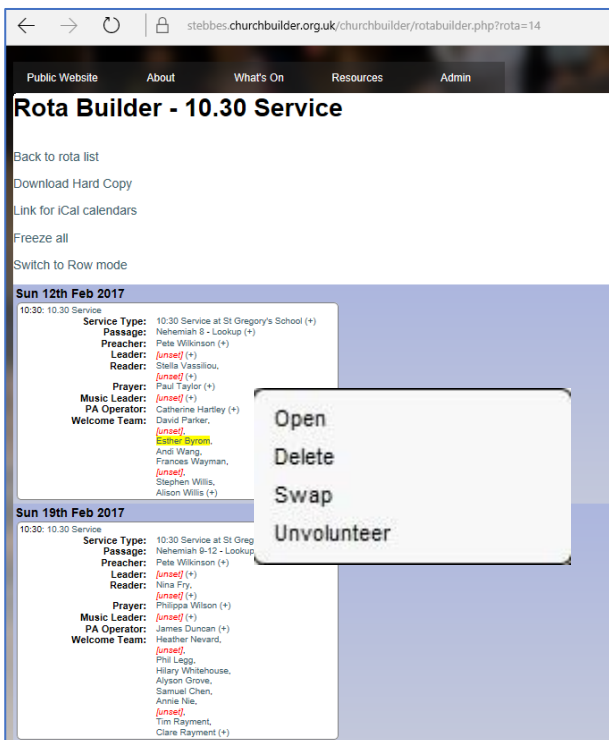 stebbes.churchbuilder.org.uk/churchbuilder/rotabuilder.php?rota=14
Public Website About What's On Resources Admin
Rota Builder - 10.30 Service
Back to rota list
Download Hard Copy
Link for iCal calendars
Freeze all
Switch to Row mode
Sun 12th Feb 2017
10:30: 10.30 Service
Service Type: 10:30 Service at St Gregory's School (+)
Passage: Nehemiah 8 - Lookup (+)
Preacher: Pete Wilkinson (+)
Leader: [unset] (+)
Reader: Stella Vassiliou,
[unset] (+)
Prayer: Paul Taylor (+)
Music Leader: [unset] (+)
PA Operator: Catherine Hartley (+)
Welcome Team: David Parker,
[unset],
Esther Byrom,
Andi Wang,
Frances Wayman,
[unset],
Stephen Willis,
Alison Willis (+)
Open
Delete
Swap
Unvolunteer
Sun 19th Feb 2017
10:30: 10.30 Service
Service Type: 10:30 Service at St Greg
Passage: Nehemiah 9-12 - Lookup
Preacher: Pete Wilkinson (+)
Leader: [unset] (+)
Reader: Nina Fry,
[unset] (+)
Prayer: Philippa Wilson (+)
Music Leader: [unset] (+)
PA Operator: James Duncan (+)
Welcome Team: Heather Nevard,
[unset],
Phil Legg,
Hilary Whitehouse,
Alyson Grove,
Samuel Chen,
Annie Nie,
[unset],
Tim Rayment,
Clare Rayment (+)